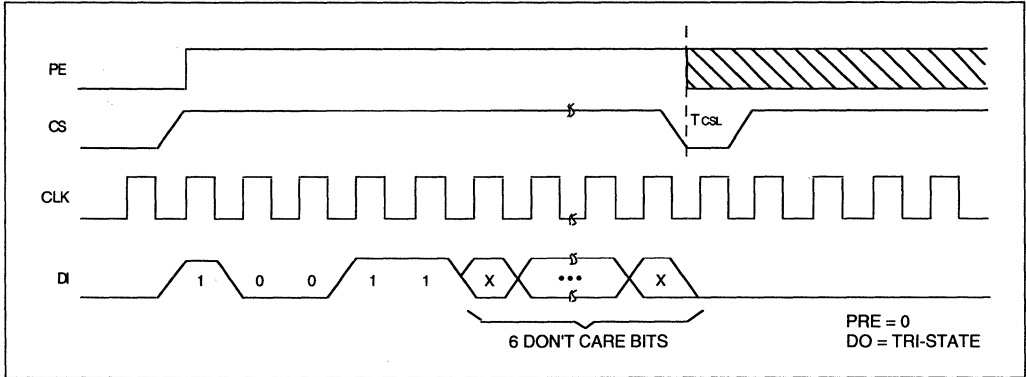 PE
CS
TCSL
CLK
DI
1 0 0 1 1 X ••• X
6 DON'T CARE BITS
PRE = 0
DO = TRI-STATE